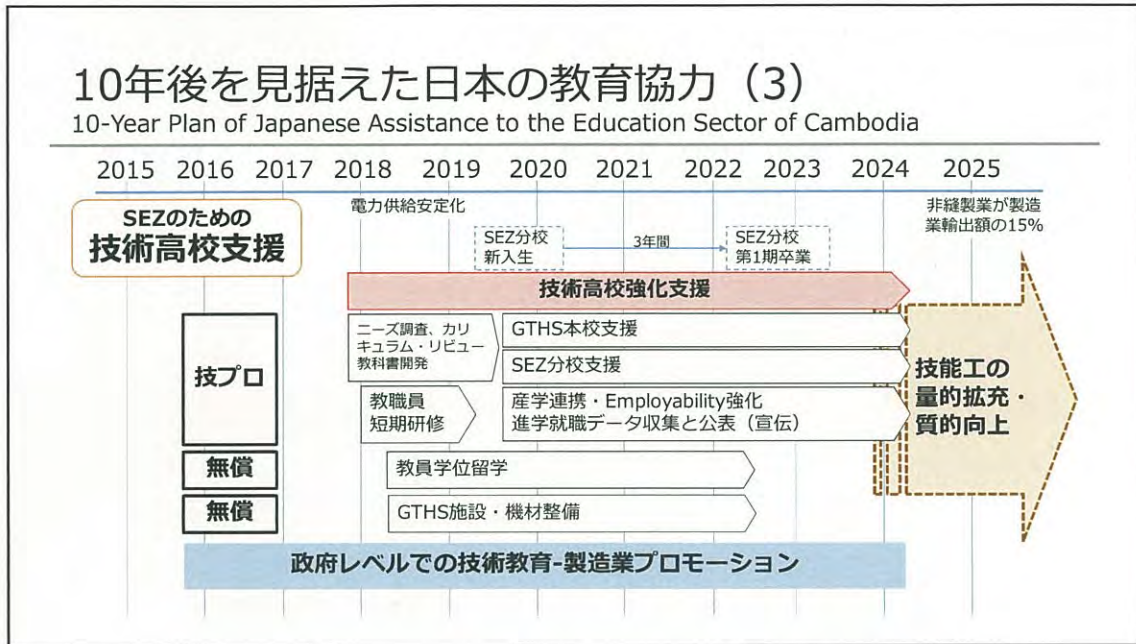 10年後を見据えた日本の教育協力（3）
10-Year Plan of Japanese Assistance to the Education Sector of Cambodia
2015 2016 2017 2018 2019 2020 2021 2022 2023 2024 2025
SEZのための
技術高校支援
電力供給安定化
非縫製業が製造
業輸出額の15%
SEZ分校
新入生
3年間
SEZ分校
第1期卒業
技術高校強化支援
技プロ
ニーズ調査、カリ
キュラム・リビュー
教科書開発
GTHS本校支援
SEZ分校支援
教職員
短期研修
産学連携・Employability強化
進学就職データ収集と公表（宣伝）
技能工の
量的拡充・
質的向上
無償
教員学位留学
無償
GTHS施設・機材整備
政府レベルでの技術教育-製造業プロモーション